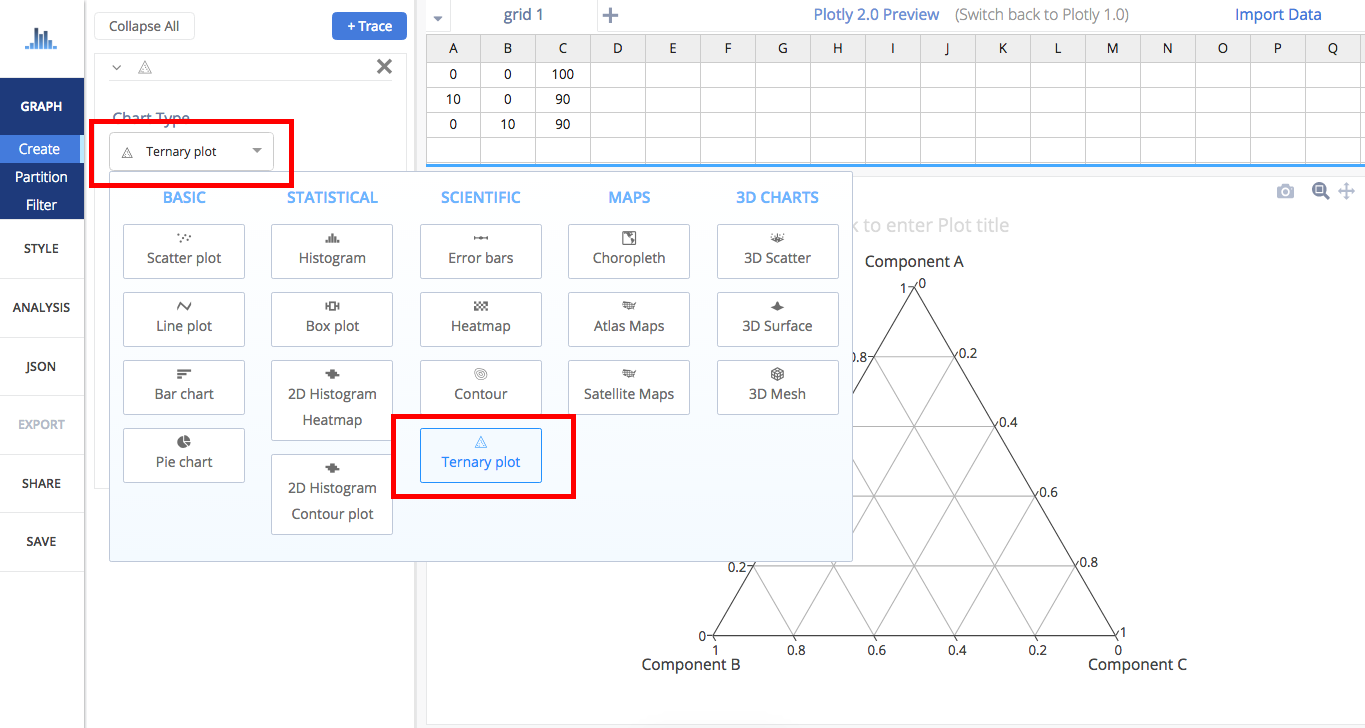 Collapse All
+ Trace
GRAPH
Create
Partition
Filter
STYLE
ANALYSIS
JSON
EXPORT
SHARE
SAVE
Chart Type
Ternary plot
BASIC
Scatter plot
Line plot
Bar chart
Pie chart
STATISTICAL
Histogram
Box plot
2D Histogram
Heatmap
2D Histogram
Contour plot
SCIENTIFIC
Error bars
Heatmap
Contour
Ternary plot
MAPS
Choropleth
Atlas Maps
Satellite Maps
3D CHARTS
3D Scatter
3D Surface
3D Mesh
grid 1
Plotly 2.0 Preview (Switch back to Plotly 1.0)
Import Data
A B C D E F G H I J K L M N O P Q
0 0 100
10 0 90
0 10 90
k to enter Plot title
Component A
1 0
0.8 0.2
0.4
0.6
0.2 0.8
0 1
1 0.8 0.6 0.4 0.2 0
Component B Component C